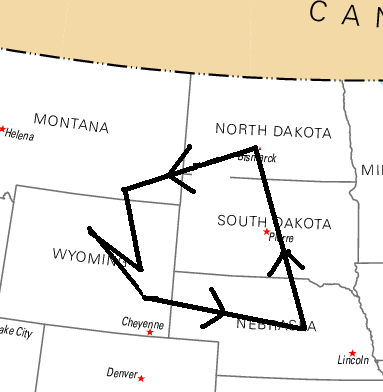 CAN
MONTANA
Helena
NORTH DAKOTA
Bismarck
MI
SOUTH DAKOTA
Pierre
WYOMING
Cheyenne
NEBRASKA
ake City
Lincoln
Denver